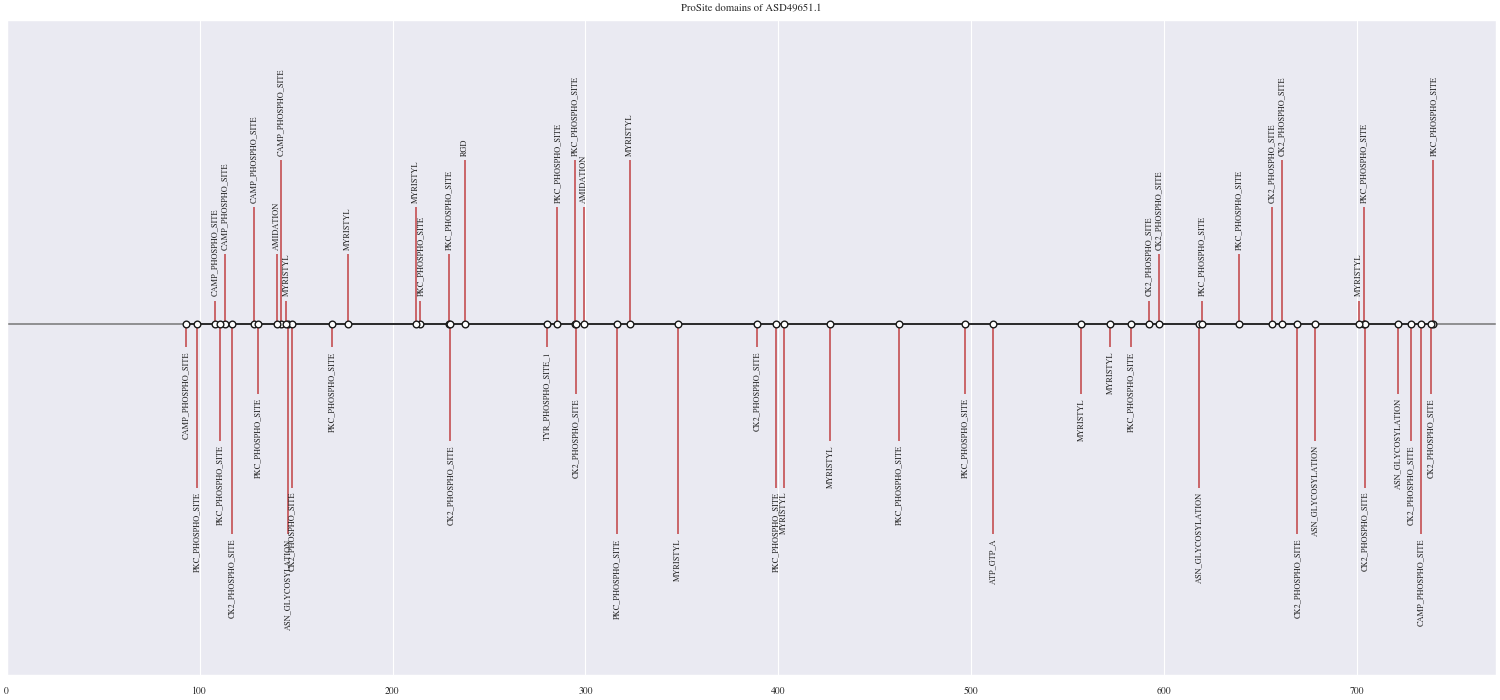 ProSite domains of ASD49651.1
CAMP_PHOSPHO_SITE
PKC_PHOSPHO_SITE
CAMP_PHOSPHO_SITE
PKC_PHOSPHO_SITE
CAMP_PHOSPHO_SITE
CK2_PHOSPHO_SITE
CAMP_PHOSPHO_SITE
PKC_PHOSPHO_SITE
AMIDATION
CAMP_PHOSPHO_SITE
MYRISTYL
ASN_GLYCOSYLATION
CK2_PHOSPHO_SITE
PKC_PHOSPHO_SITE
MYRISTYL
MYRISTYL
PKC_PHOSPHO_SITE
PKC_PHOSPHO_SITE
CK2_PHOSPHO_SITE
RGD
TYR_PHOSPHO_SITE_1
PKC_PHOSPHO_SITE
PKC_PHOSPHO_SITE
CK2_PHOSPHO_SITE
AMIDATION
PKC_PHOSPHO_SITE
MYRISTYL
MYRISTYL
CK2_PHOSPHO_SITE
PKC_PHOSPHO_SITE
MYRISTYL
MYRISTYL
PKC_PHOSPHO_SITE
PKC_PHOSPHO_SITE
ATP_GTP_A
MYRISTYL
MYRISTYL
PKC_PHOSPHO_SITE
CK2_PHOSPHO_SITE
CK2_PHOSPHO_SITE
ASN_GLYCOSYLATION
PKC_PHOSPHO_SITE
PKC_PHOSPHO_SITE
CK2_PHOSPHO_SITE
CK2_PHOSPHO_SITE
CK2_PHOSPHO_SITE
ASN_GLYCOSYLATION
MYRISTYL
PKC_PHOSPHO_SITE
CK2_PHOSPHO_SITE
ASN_GLYCOSYLATION
CK2_PHOSPHO_SITE
CAMP_PHOSPHO_SITE
CK2_PHOSPHO_SITE
PKC_PHOSPHO_SITE
0 100 200 300 400 500 600 700